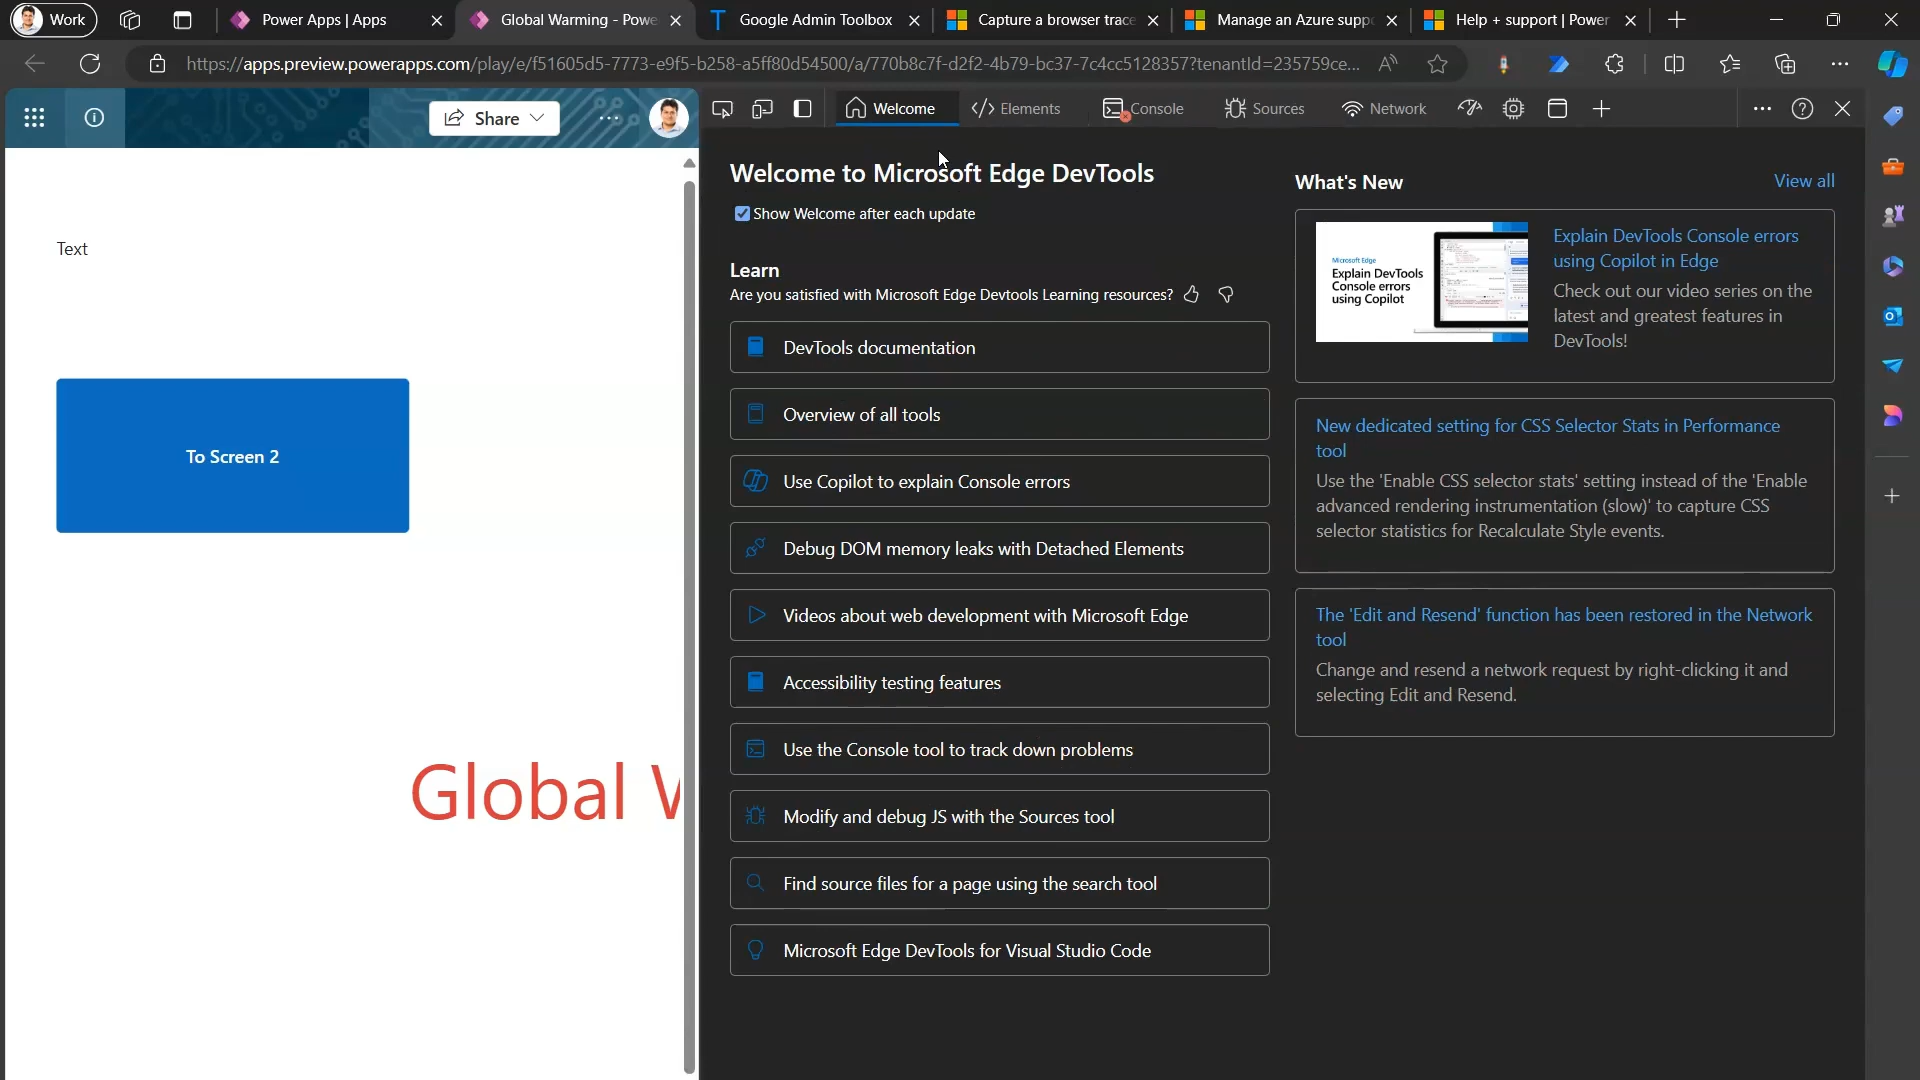 Work
Power Apps | Apps
Global Warming - Powe
Google Admin Toolbox
Capture a browser trace
Manage an Azure suppo
Help + support | Power
https://apps.preview.powerapps.com/play/e/f51605d5-7773-e9f5-b258-a5ff80d54500/a/770b8c7f-d2f2-4b79-bc37-7c4cc5128357?tenantId=235759ce...
Share
Welcome
Elements
Console
Sources
Network
Text
To Screen 2
Global W
Welcome to Microsoft Edge DevTools
Show Welcome after each update
Learn
Are you satisfied with Microsoft Edge Devtools Learning resources?
DevTools documentation
Overview of all tools
Use Copilot to explain Console errors
Debug DOM memory leaks with Detached Elements
Videos about web development with Microsoft Edge
Accessibility testing features
Use the Console tool to track down problems
Modify and debug JS with the Sources tool
Find source files for a page using the search tool
Microsoft Edge DevTools for Visual Studio Code
What's New
View all
Microsoft Edge
Explain DevTools
Console errors
using Copilot
Explain DevTools Console errors
using Copilot in Edge
Check out our video series on the
latest and greatest features in
DevTools!
New dedicated setting for CSS Selector Stats in Performance
tool
Use the 'Enable CSS selector stats' setting instead of the 'Enable
advanced rendering instrumentation (slow)' to capture CSS
selector statistics for Recalculate Style events.
The 'Edit and Resend' function has been restored in the Network
tool
Change and resend a network request by right-clicking it and
selecting Edit and Resend.